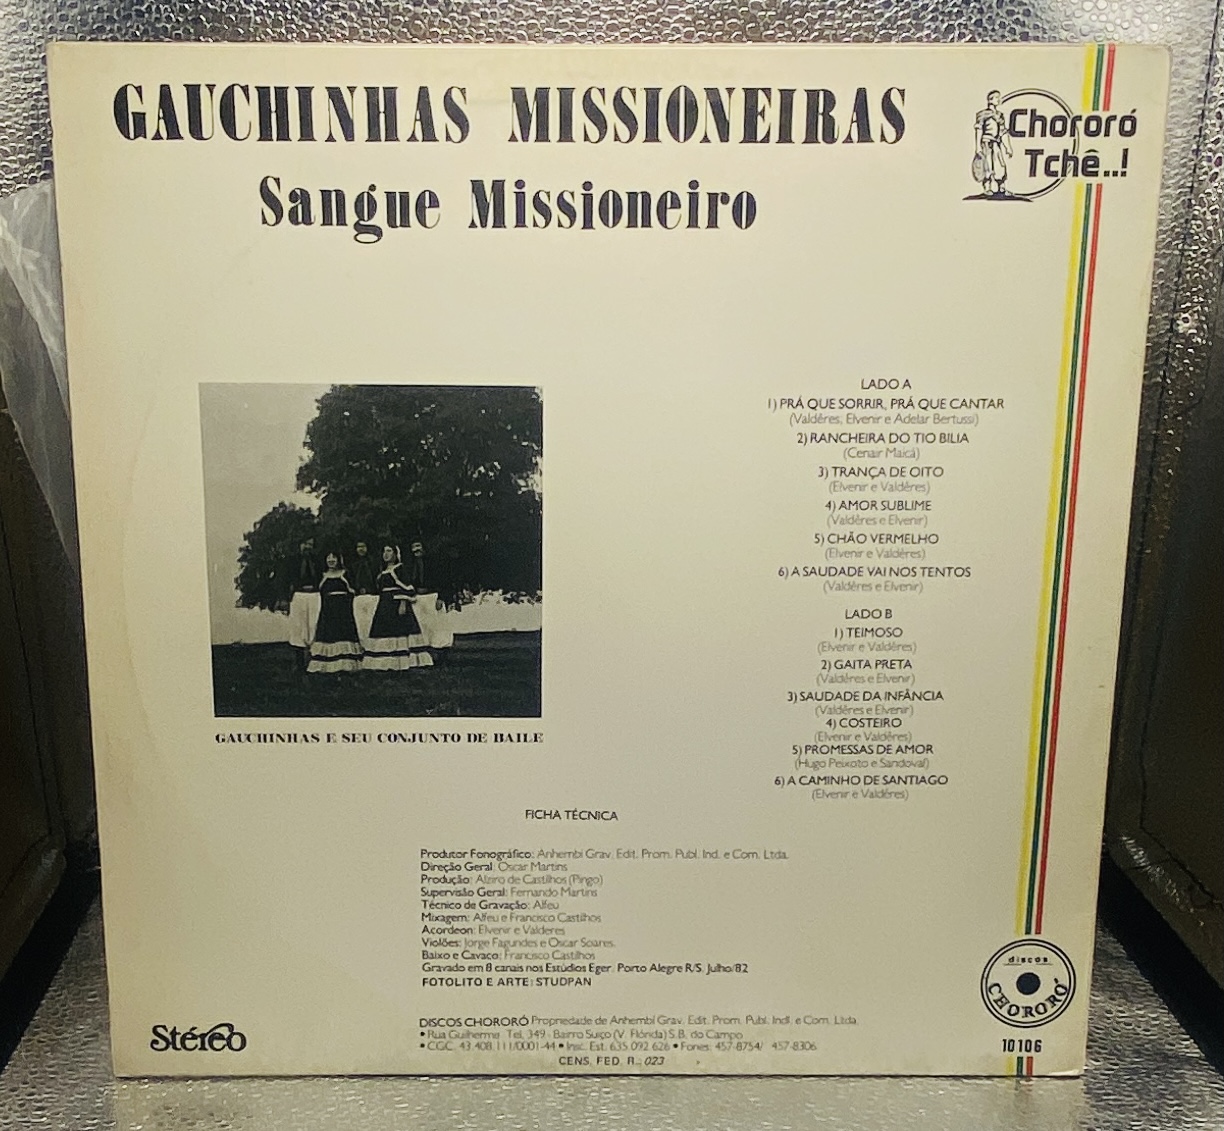 GAUCHINHAS MISSIONEIRAS
Sangue Missioneiro
Chororó
Tchê..!
LADO A
1) PRÁ QUE SORRIR, PRÁ QUE CANTAR
(Valdêres, Elvenir e Adelar Bertussi)
2) RANCHEIRA DO TIO BILIA
(Cenair Maicá)
3) TRANÇA DE OITO
(Elvenir e Valdêres)
4) AMOR SUBLIME
(Valdêres e Elvenir)
5) CHÃO VERMELHO
(Elvenir e Valdêres)
6) A SAUDADE VAI NOS TENTOS
(Valdêres e Elvenir)
LADO B
1) TEIMOSO
(Elvenir e Valdêres)
2) GAITA PRETA
(Valdêres e Elvenir)
3) SAUDADE DA INFÂNCIA
(Valdêres e Elvenir)
4) COSTEIRO
(Elvenir e Valdêres)
5) PROMESSAS DE AMOR
(Hugo Peixoto e Sandoval)
6) A CAMINHO DE SANTIAGO
(Elvenir e Valdêres)
GAUCHINHAS E SEU CONJUNTO DE BAILE
FICHA TÉCNICA
Produtor Fonográfico: Anhembi Grav. Edit. Prom. Publ. Ind. e Com. Ltda.
Direção Geral: Oscar Martins
Produção: Alziro de Castilhos (Pingo)
Supervisão Geral: Fernando Martins
Técnico de Gravação: Alfeu
Mixagem: Alfeu e Francisco Castilhos
Acordeon: Elvenir e Valderes
Violões: Jorge Fagundes e Oscar Soares.
Baixo e Cavaco: Francisco Castilhos
Gravado em 8 canais nos Estúdios Eger. Porto Alegre R/S. Julho/82
FOTOLITO E ARTE: STUDPAN
DISCOS CHORORÓ Propriedade de Anhembi Grav. Edit. Prom. Publ. Indl. e Com. Ltda.
• Rua Guilherme Tel, 349 - Bairro Suiço (V. Flórida) S.B. do Campo
• CGC. 43.408.111/0001-44 • Insc. Est. 635.092.626 • Fones: 457-8754/ 457-8306
CENS. FED. R.: 023
Stéreo
discos
CHORORÓ
10106